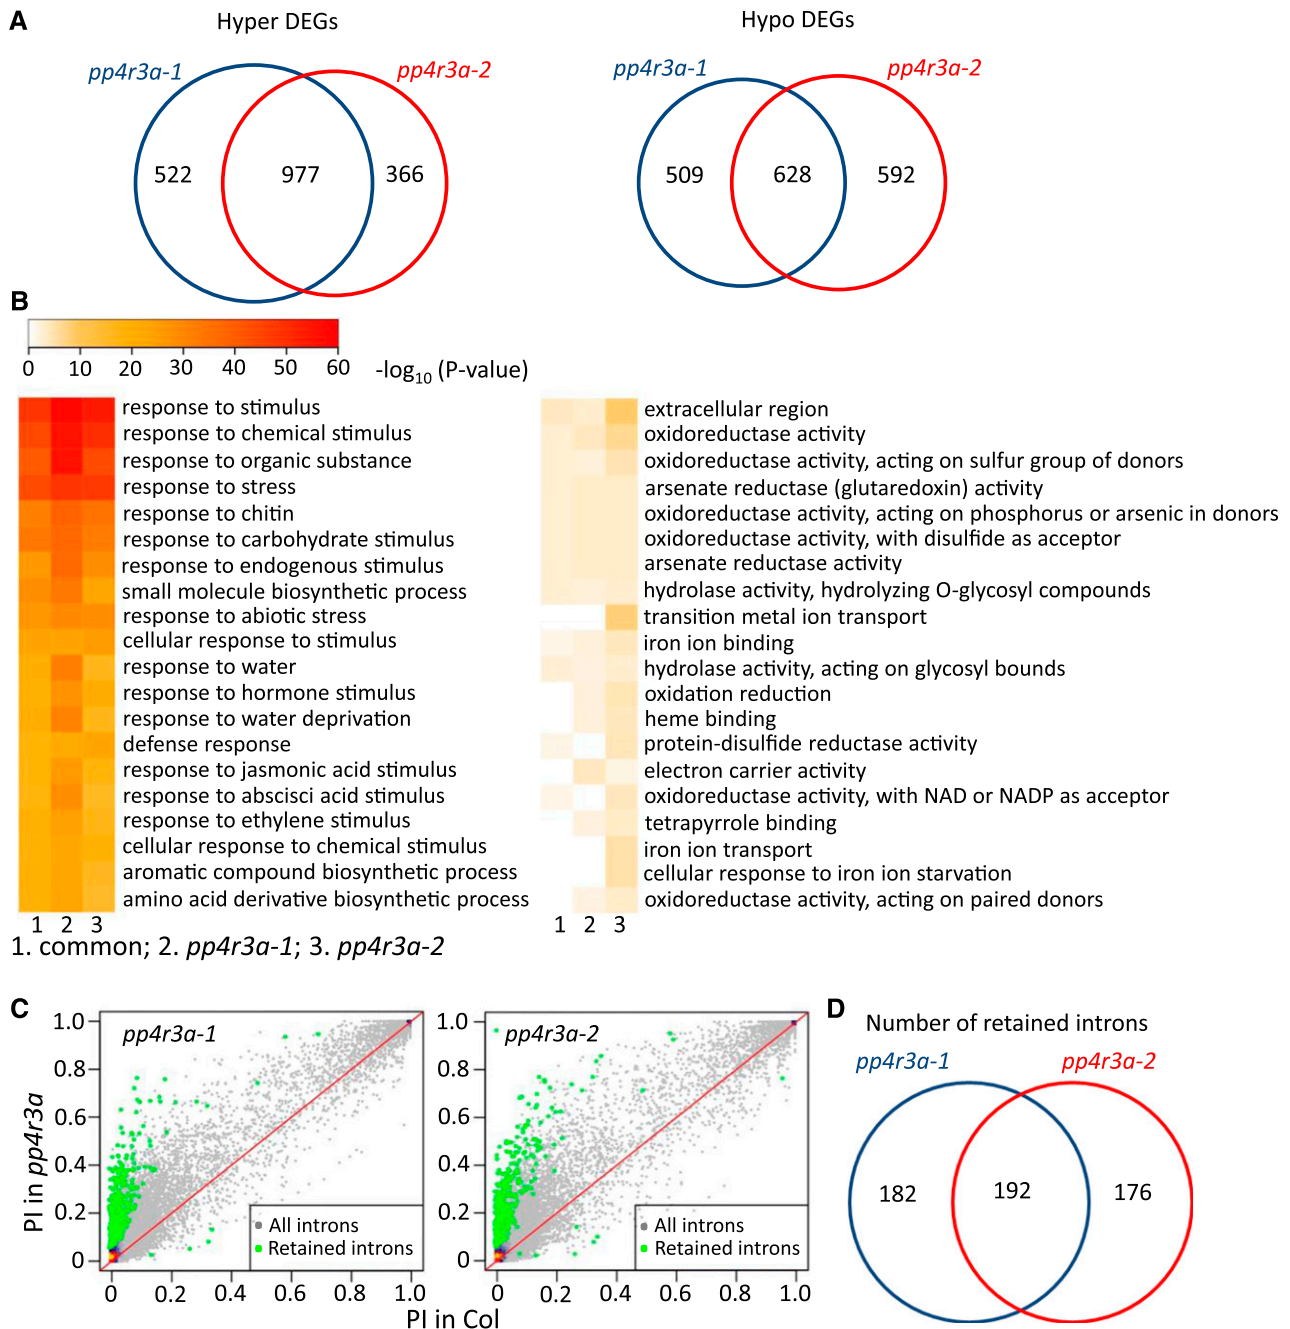 A
Hyper DEGs
Hypo DEGs
pp4r3a-1
pp4r3a-2
pp4r3a-1
pp4r3a-2
522
977
366
509
628
592
B
0 10 20 30 40 50 60
-log10 (P-value)
response to stimulus
response to chemical stimulus
response to organic substance
response to stress
response to chitin
response to carbohydrate stimulus
response to endogenous stimulus
small molecule biosynthetic process
response to abiotic stress
cellular response to stimulus
response to water
response to hormone stimulus
response to water deprivation
defense response
response to jasmonic acid stimulus
response to abscisci acid stimulus
response to ethylene stimulus
cellular response to chemical stimulus
aromatic compound biosynthetic process
amino acid derivative biosynthetic process
1 2 3
extracellular region
oxidoreductase activity
oxidoreductase activity, acting on sulfur group of donors
arsenate reductase (glutaredoxin) activity
oxidoreductase activity, acting on phosphorus or arsenic in donors
oxidoreductase activity, with disulfide as acceptor
arsenate reductase activity
hydrolase activity, hydrolyzing O-glycosyl compounds
transition metal ion transport
iron ion binding
hydrolase activity, acting on glycosyl bounds
oxidation reduction
heme binding
protein-disulfide reductase activity
electron carrier activity
oxidoreductase activity, with NAD or NADP as acceptor
tetrapyrrole binding
iron ion transport
cellular response to iron ion starvation
oxidoreductase activity, acting on paired donors
1 2 3
1. common; 2. pp4r3a-1; 3. pp4r3a-2
C
PI in pp4r3a
1.0
0.8
0.6
0.4
0.2
0
pp4r3a-1
All introns
Retained introns
0 0.2 0.4 0.6 0.8 1.0
1.0
0.8
0.6
0.4
0.2
0
pp4r3a-2
All introns
Retained introns
0 0.2 0.4 0.6 0.8 1.0
PI in Col
D
Number of retained introns
pp4r3a-1
pp4r3a-2
182
192
176